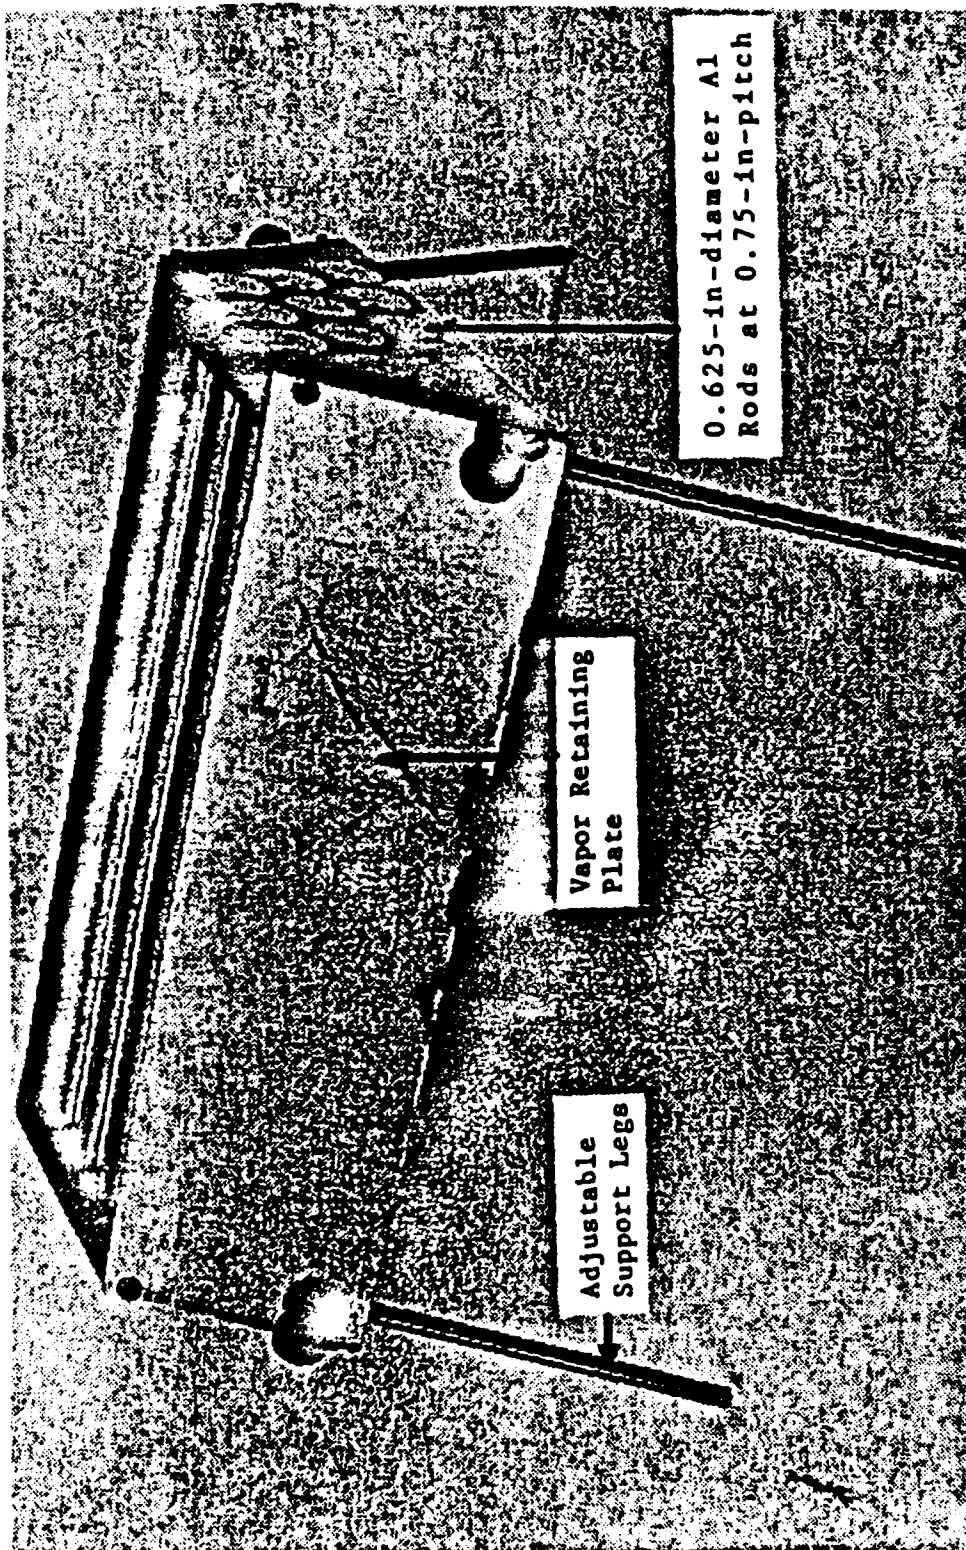 Adjustable
Support Legs
Vapor Retaining
Plate
0.625-in-diameter Al
Rods at 0.75-in-pitch